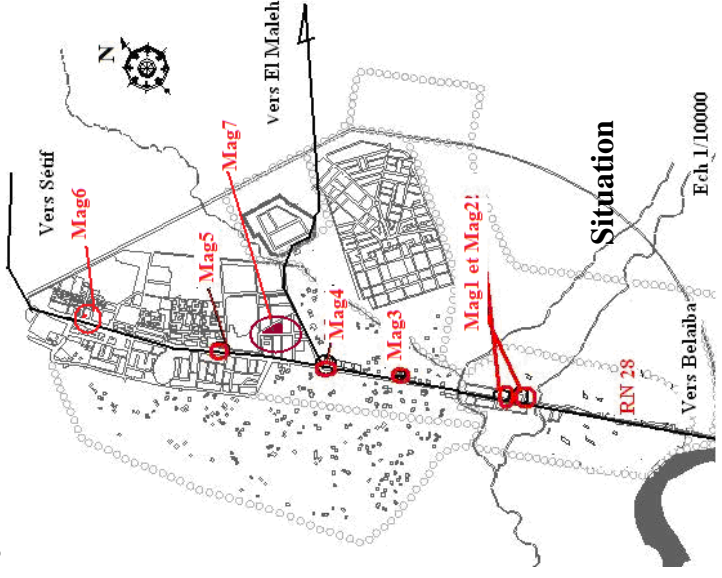 N
Vers Sétif
Vers El Maleh
Mag6
Mag7
Mag5
Mag4
Mag3
Mag1 et Mag2!
Situation
RN 28
Vers Belaiba
Ech 1/10000